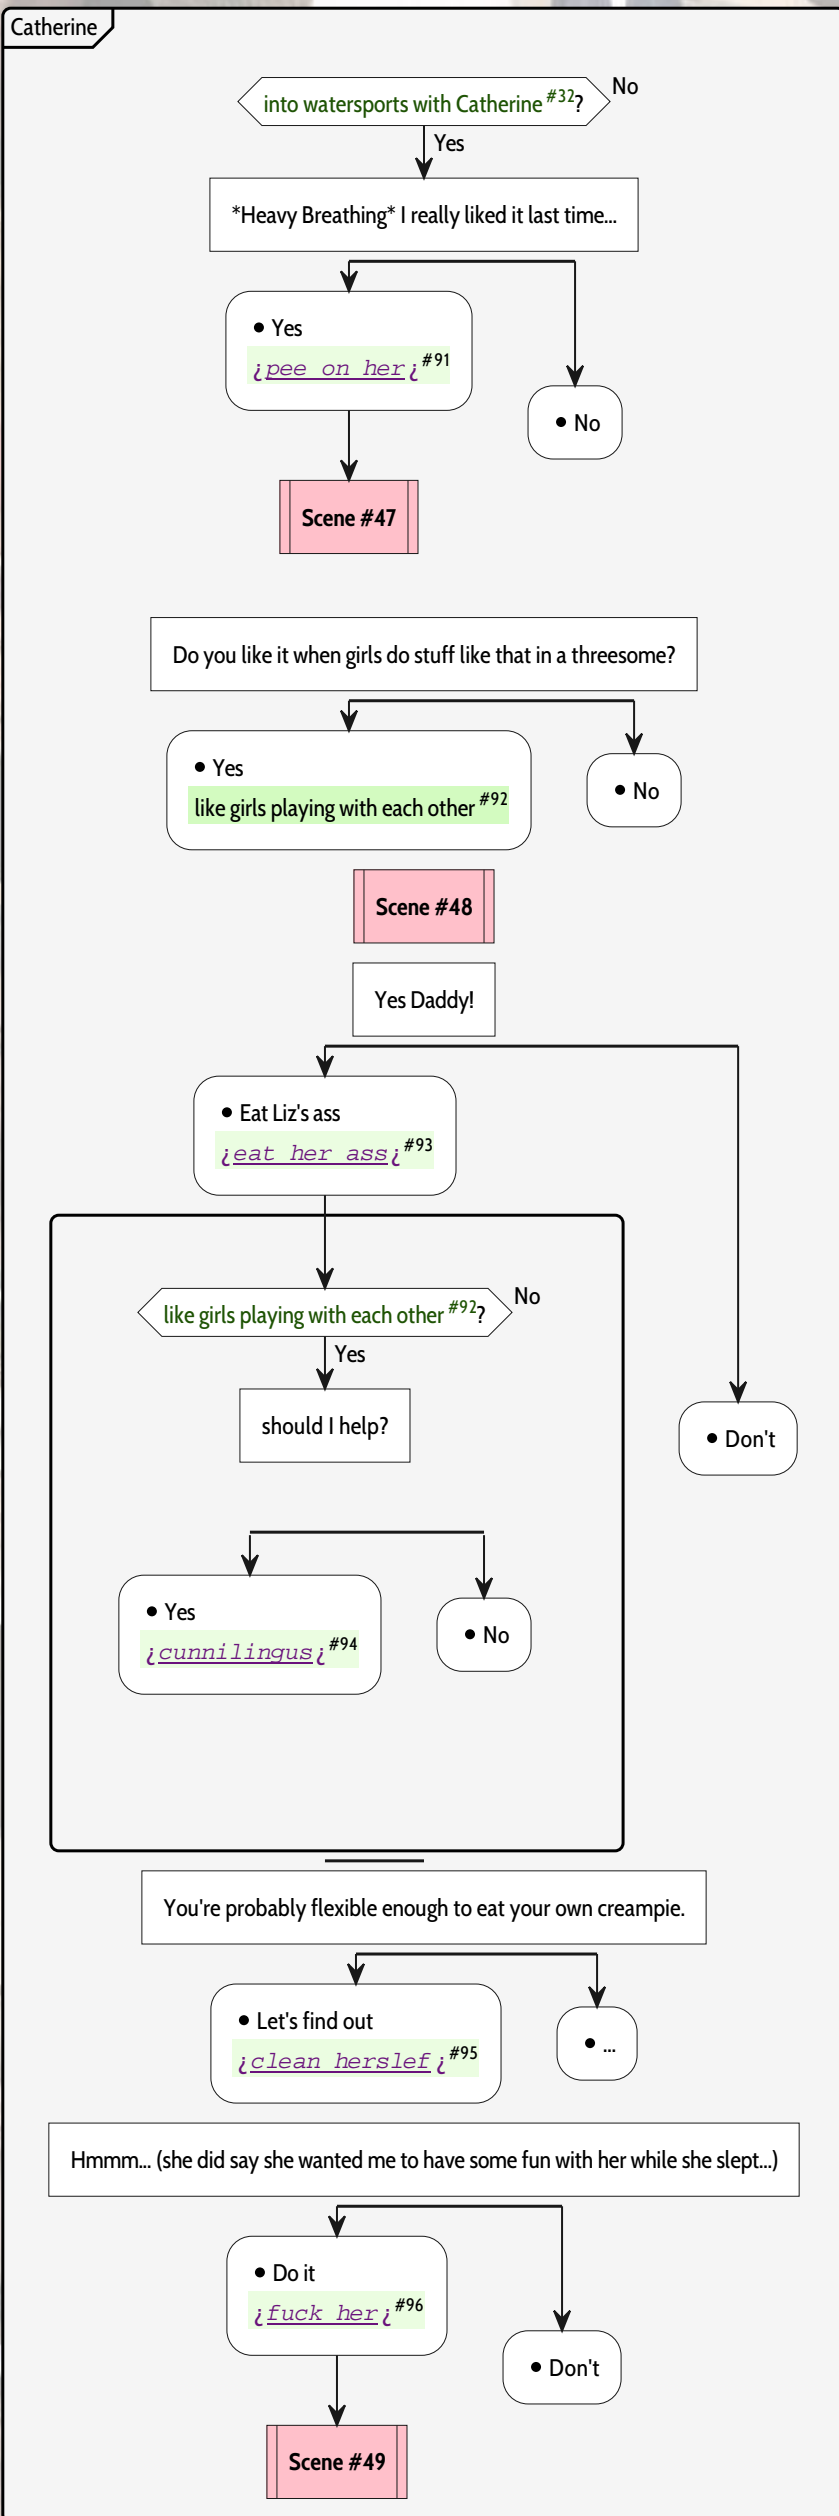 Catherine
into watersports with Catherine #32?
No
Yes
*Heavy Breathing* I really liked it last time...
• Yes
¿pee on her¿ #91
• No
Scene #47
Do you like it when girls do stuff like that in a threesome?
• Yes
like girls playing with each other #92
• No
Scene #48
Yes Daddy!
• Eat Liz's ass
¿eat her ass¿ #93
like girls playing with each other #92?
No
Yes
should I help?
• Don't
• Yes
¿cunnilingus¿ #94
• No
You're probably flexible enough to eat your own creampie.
• Let's find out
¿clean herslef¿ #95
• ...
Hmmm... (she did say she wanted me to have some fun with her while she slept...)
• Do it
¿fuck her¿ #96
• Don't
Scene #49